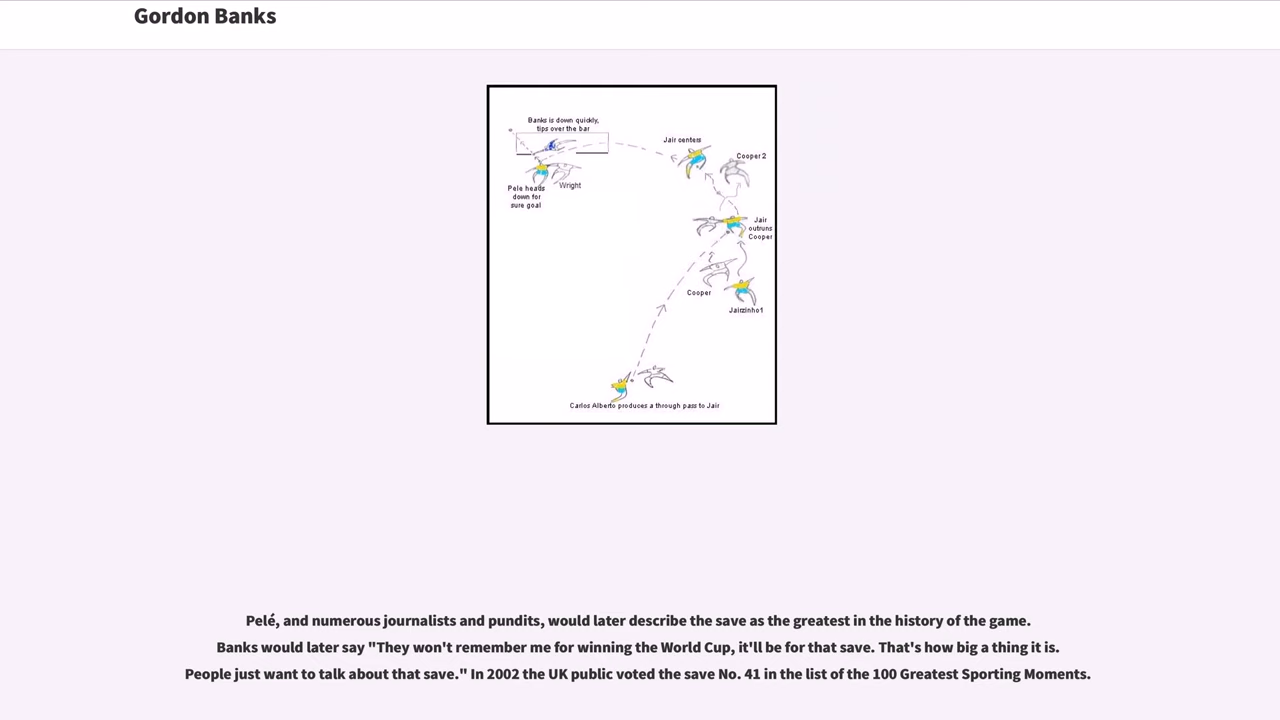 Gordon Banks
Banks is down quickly,
tips over the bar
Jair centers
Cooper 2
Pele heads
down for
sure goal
Wright
Jair
outruns
Cooper
Cooper
Jairzinho1
Carlos Alberto produces a through pass to Jair
Pelé, and numerous journalists and pundits, would later describe the save as the greatest in the history of the game.
Banks would later say "They won't remember me for winning the World Cup, it'll be for that save. That's how big a thing it is.
People just want to talk about that save." In 2002 the UK public voted the save No. 41 in the list of the 100 Greatest Sporting Moments.